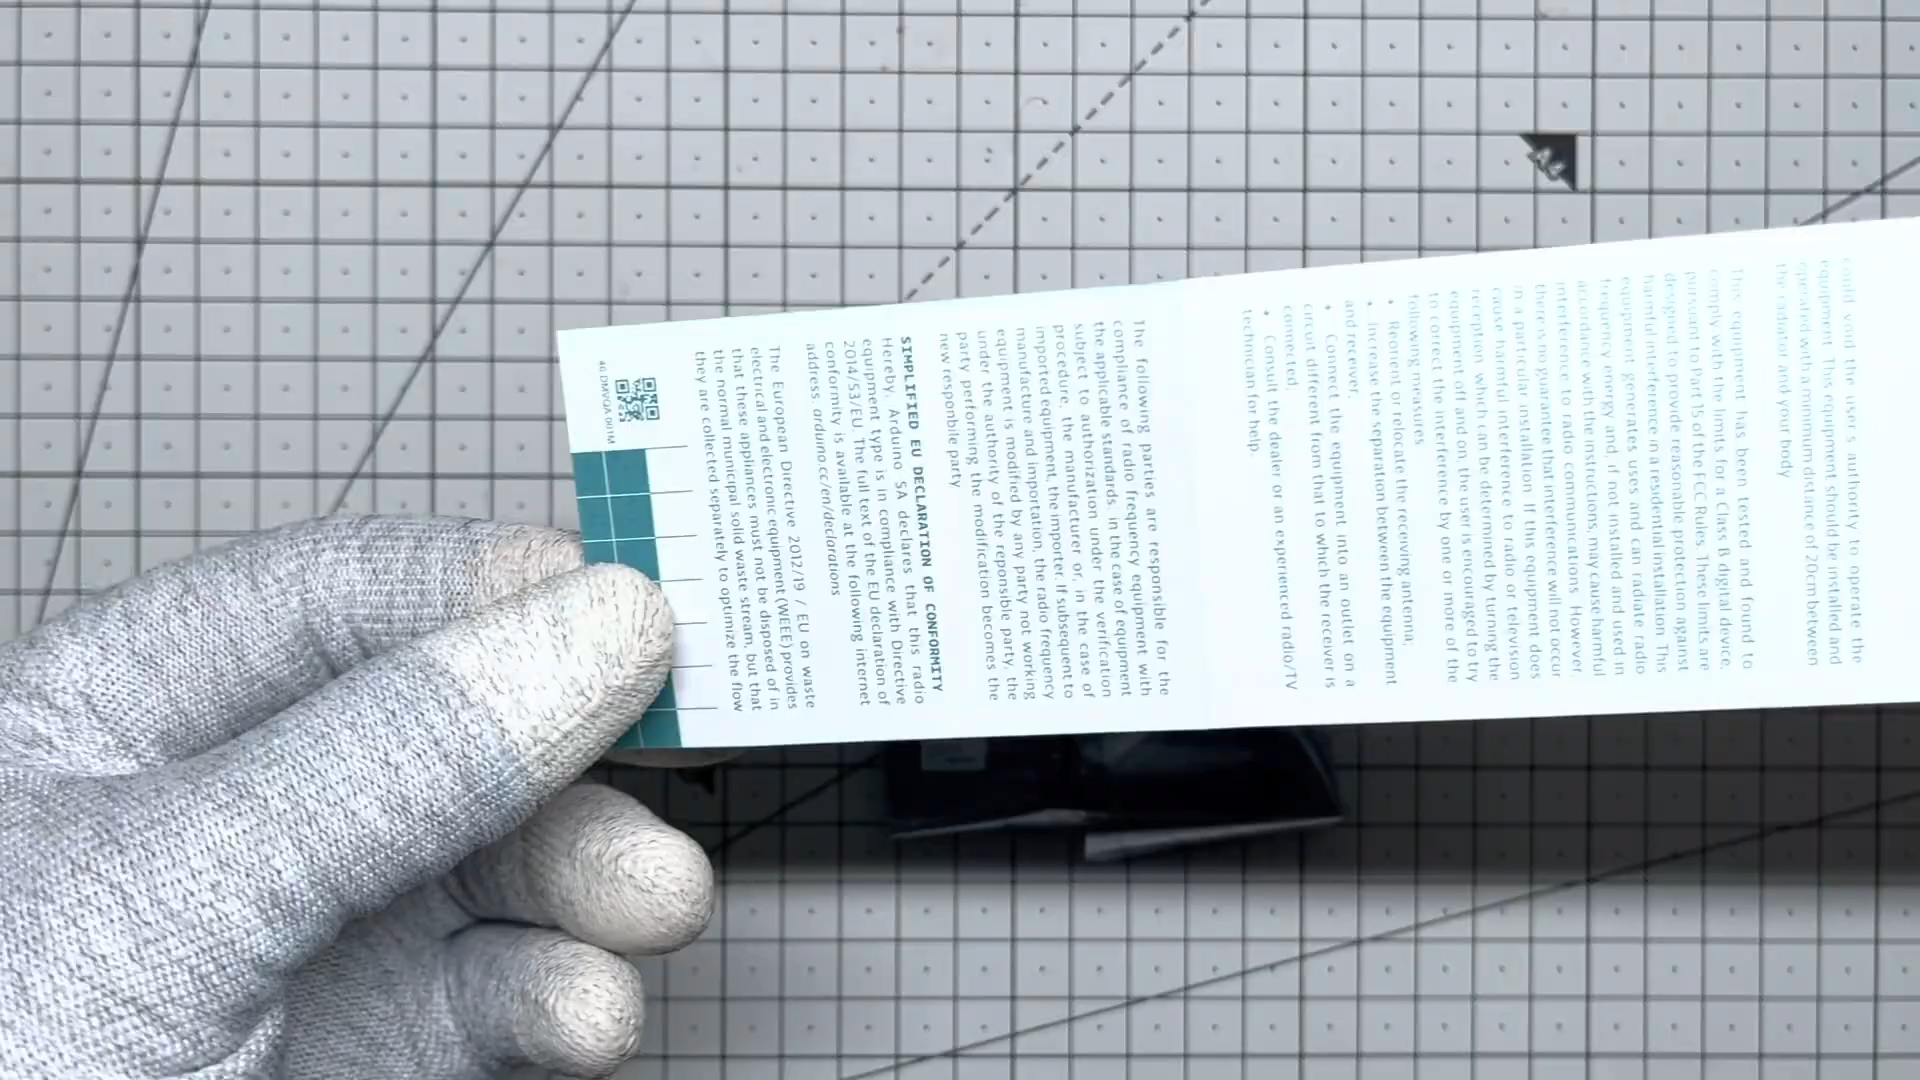 could void the user's authority to operate the
equipment. This equipment should be installed and
operated with a minimum distance of 20cm between
the radiator and your body
This equipment has been tested and found to
comply with the limits for a Class B digital device,
pursuant to Part 15 of the FCC Rules. These limits are
designed to provide reasonable protection against
harmful interference in a residential installation. This
equipment generates uses and can radiate radio
frequency energy and, if not installed and used in
accordance with the instructions, may cause harmful
interference to radio communications. However,
there is no guarantee that interference will not occur
in a particular installation. If this equipment does
cause harmful interference to radio or television
reception, which can be determined by turning the
equipment off and on, the user is encouraged to try
to correct the interference by one or more of the
following measures
• Reorient or relocate the receiving antenna,
• Increase the separation between the equipment
and receiver,
• Connect the equipment into an outlet on a
circuit different from that to which the receiver is
connected,
• Consult the dealer or an experienced radio/TV
technician for help.
The following parties are responsible for the
compliance of radio frequency equipment with
the applicable standards. in the case of equipment
subject to authorization under the verification
procedure, the manufacturer or, in the case of
imported equipment, the importer. If subsequent to
manufacture and importation, the radio frequency
equipment is modified by any party not working
under the authority of the responsible party, the
party performing the modification becomes the
new responbile party
SIMPLIFIED EU DECLARATION OF CONFORMITY
Hereby, Arduino SA declares that this radio
equipment type is in compliance with Directive
2014/53/EU. The full text of the EU declaration of
conformity is available at the following internet
address: arduino.cc/en/declarations
The European Directive 2012/19 / EU on waste
electrical and electronic equipment (WEEE) provides
that these appliances must not be disposed of in
the normal municipal solid waste stream, but that
they are collected separately to optimize the flow
A4